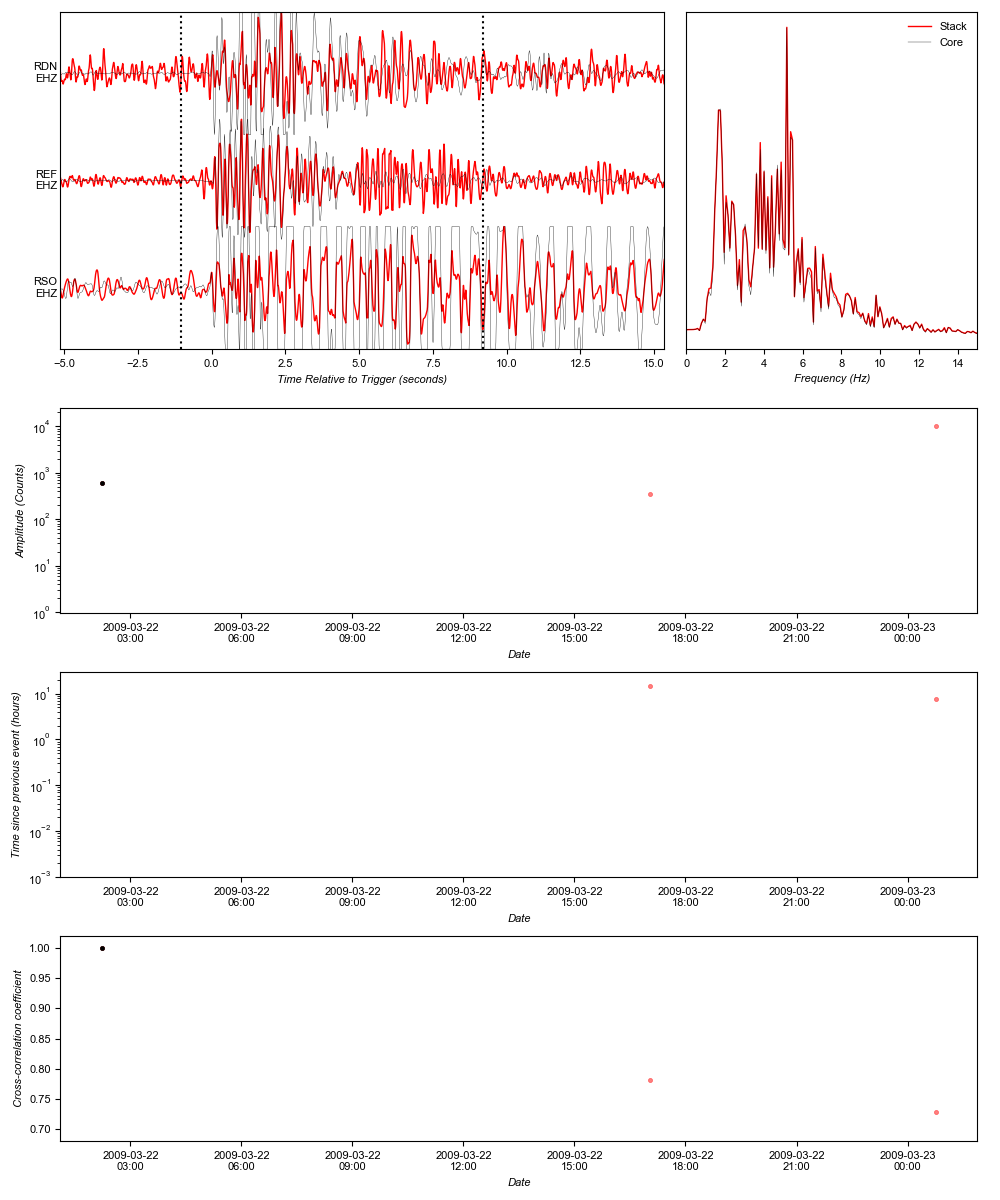 RDN
EHZ
REF
EHZ
RSO
EHZ
−5.0 −2.5 0.0 2.5 5.0 7.5 10.0 12.5 15.0
Time Relative to Trigger (seconds)
Stack
Core
0 2 4 6 8 10 12 14
Frequency (Hz)
Amplitude (Counts)
10⁴
10³
10²
10¹
10⁰
2009-03-22 2009-03-22 2009-03-22 2009-03-22 2009-03-22 2009-03-22 2009-03-22 2009-03-23
03:00 06:00 09:00 12:00 15:00 18:00 21:00 00:00
Date
Time since previous event (hours)
10¹
10⁰
10⁻¹
10⁻²
10⁻³
2009-03-22 2009-03-22 2009-03-22 2009-03-22 2009-03-22 2009-03-22 2009-03-22 2009-03-23
03:00 06:00 09:00 12:00 15:00 18:00 21:00 00:00
Date
Cross-correlation coefficient
1.00
0.95
0.90
0.85
0.80
0.75
0.70
2009-03-22 2009-03-22 2009-03-22 2009-03-22 2009-03-22 2009-03-22 2009-03-22 2009-03-23
03:00 06:00 09:00 12:00 15:00 18:00 21:00 00:00
Date